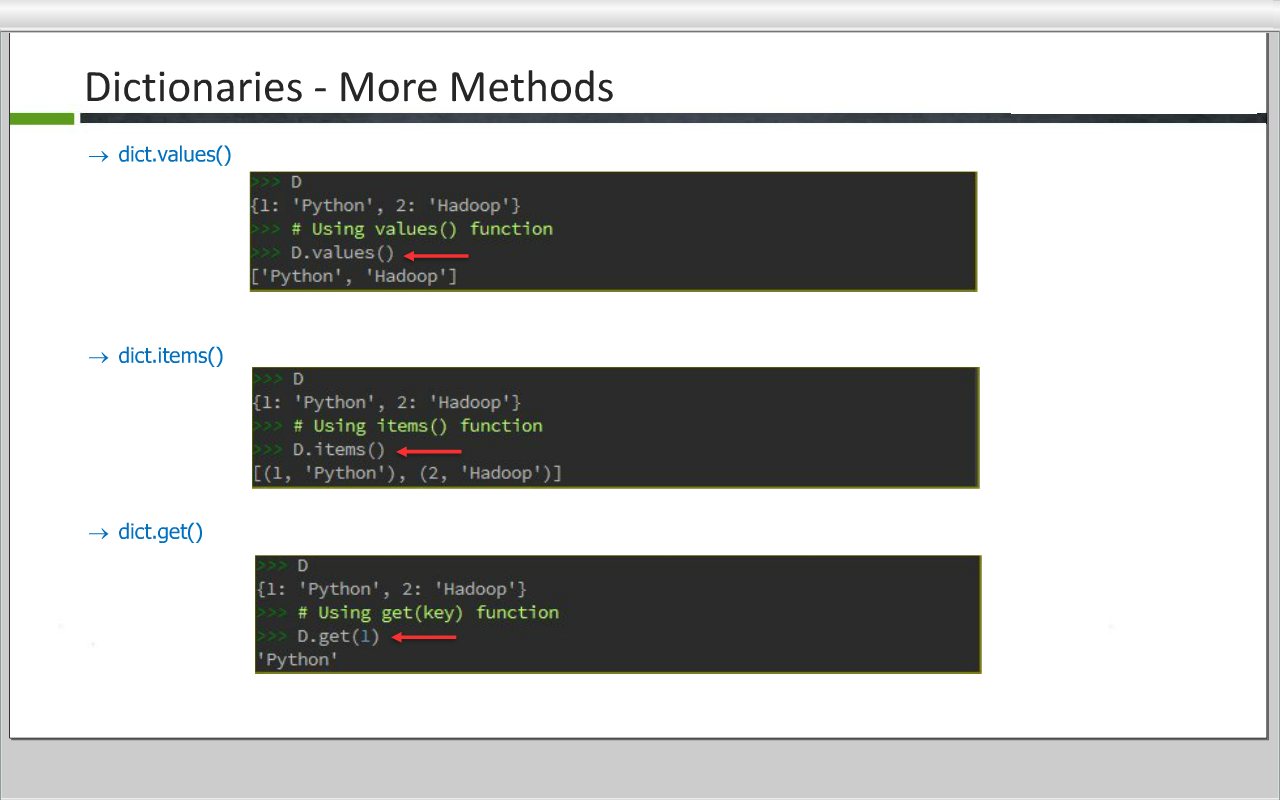 Dictionaries - More Methods
→ dict.values()
>>> D
{1: 'Python', 2: 'Hadoop'}
>>> # Using values() function
>>> D.values()
['Python', 'Hadoop']
→ dict.items()
>>> D
{1: 'Python', 2: 'Hadoop'}
>>> # Using items() function
>>> D.items()
[(1, 'Python'), (2, 'Hadoop')]
→ dict.get()
>>> D
{1: 'Python', 2: 'Hadoop'}
>>> # Using get(key) function
>>> D.get(1)
'Python'